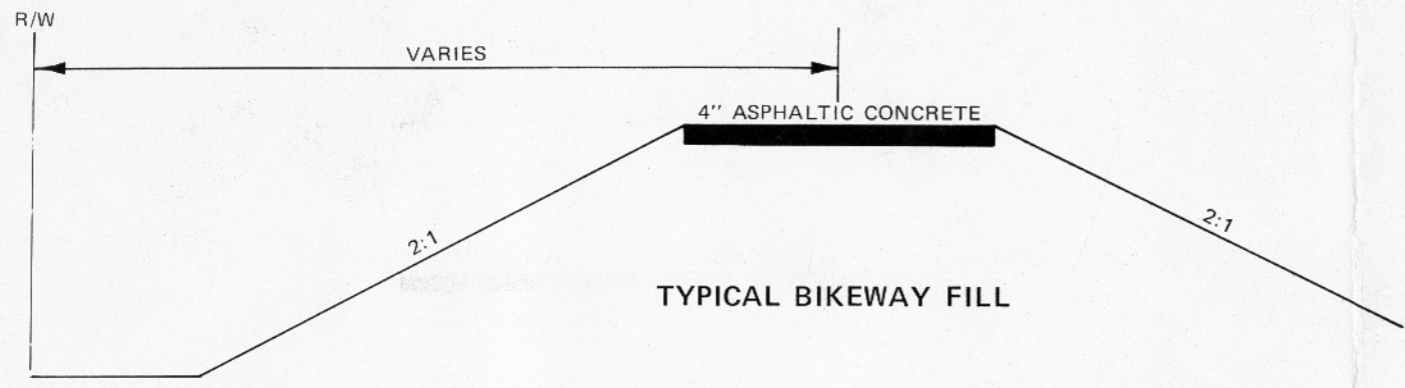 R/W
VARIES
4" ASPHALTIC CONCRETE
2:1
2:1
TYPICAL BIKEWAY FILL